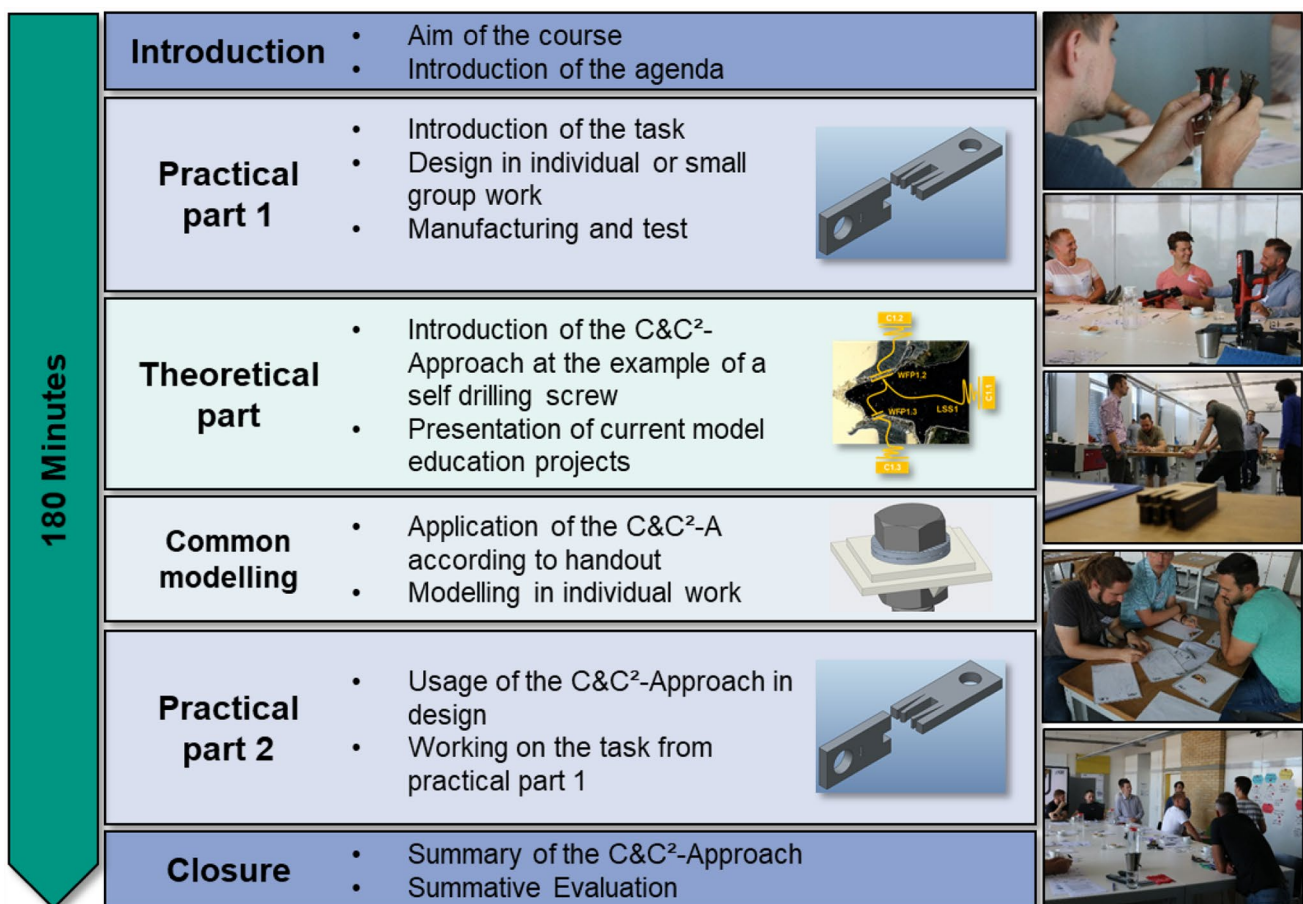 180 Minutes
Introduction
• Aim of the course
• Introduction of the agenda
Practical
part 1
• Introduction of the task
• Design in individual or small
group work
• Manufacturing and test
Theoretical
part
• Introduction of the C&C²-
Approach at the example of a
self drilling screw
• Presentation of current model
education projects
C1.2
WFP1.2
C1.1
LSS1
WFP1.3
C1.3
Common
modelling
• Application of the C&C²-A
according to handout
• Modelling in individual work
Practical
part 2
• Usage of the C&C²-Approach in
design
• Working on the task from
practical part 1
Closure
• Summary of the C&C²-Approach
• Summative Evaluation